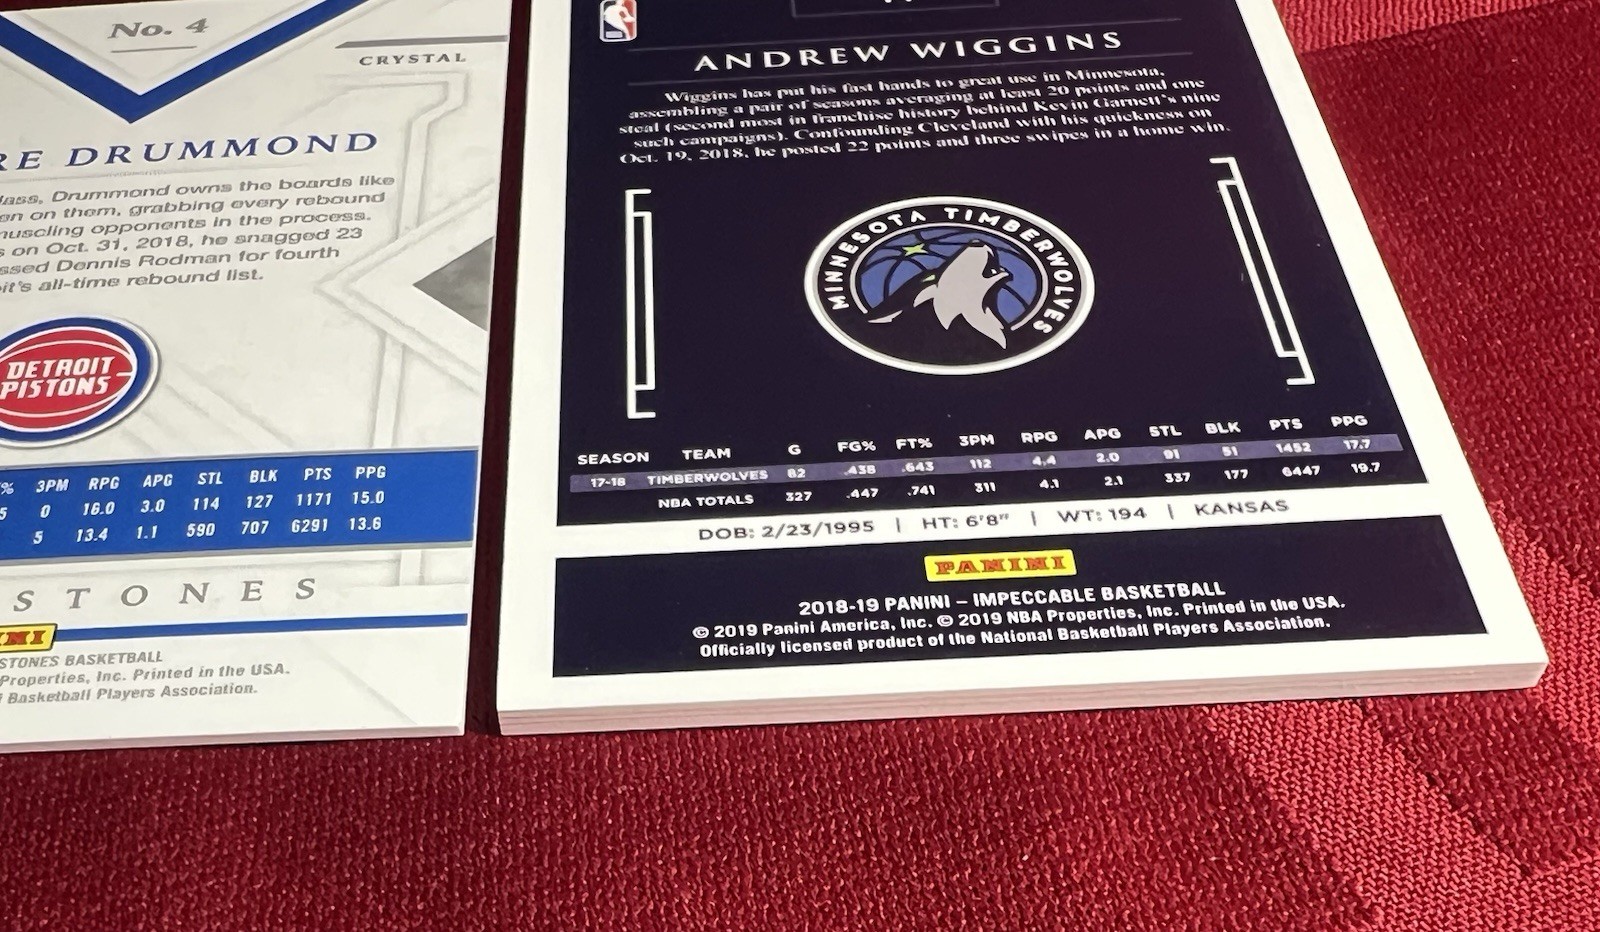 No. 4
CRYSTAL
RE DRUMMOND
lass, Drummond owns the boards like
en on them, grabbing every rebound
muscling opponents in the process.
s on Oct. 31, 2018, he snagged 23
ssed Dennis Rodman for fourth
oit's all-time rebound list.
DETROIT
PISTONS
% 3PM RPG APG STL BLK PTS PPG
5 0 16.0 3.0 114 127 1171 15.0
5 13.4 1.1 590 707 6291 13.6
STONES
INI
STONES BASKETBALL
Properties, Inc. Printed in the USA.
Basketball Players Association.
ANDREW WIGGINS
Wiggins has put his fast hands to great use in Minnesota,
assembling a pair of seasons averaging at least 20 points and one
steal (second most in franchise history behind Kevin Garnett's nine
such campaigns). Confounding Cleveland with his quickness on
Oct. 19, 2018, he posted 22 points and three swipes in a home win.
MINNESOTA TIMBERWOLVES
SEASON TEAM G FG% FT% 3PM RPG APG STL BLK PTS PPG
17-18 TIMBERWOLVES 82 .438 .643 112 4.4 2.0 91 51 1452 17.7
NBA TOTALS 327 .447 .741 311 4.1 2.1 337 177 6447 19.7
DOB: 2/23/1995 | HT: 6'8" | WT: 194 | KANSAS
PANINI
2018-19 PANINI – IMPECCABLE BASKETBALL
© 2019 Panini America, Inc. © 2019 NBA Properties, Inc. Printed in the USA.
Officially licensed product of the National Basketball Players Association.